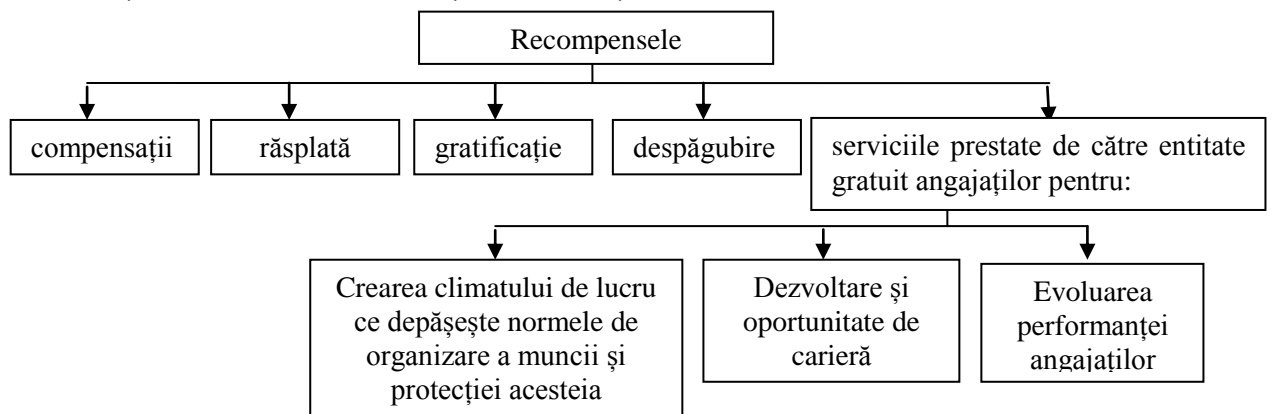 Recompensele
compensații
răsplată
gratificație
despăgubire
serviciile prestate de către entitate
gratuit angajaților pentru:
Crearea climatului de lucru
ce depășește normele de
organizare a muncii și
protecției acesteia
Dezvoltare și
oportunitate de
carieră
Evoluarea
performanței
angajaților